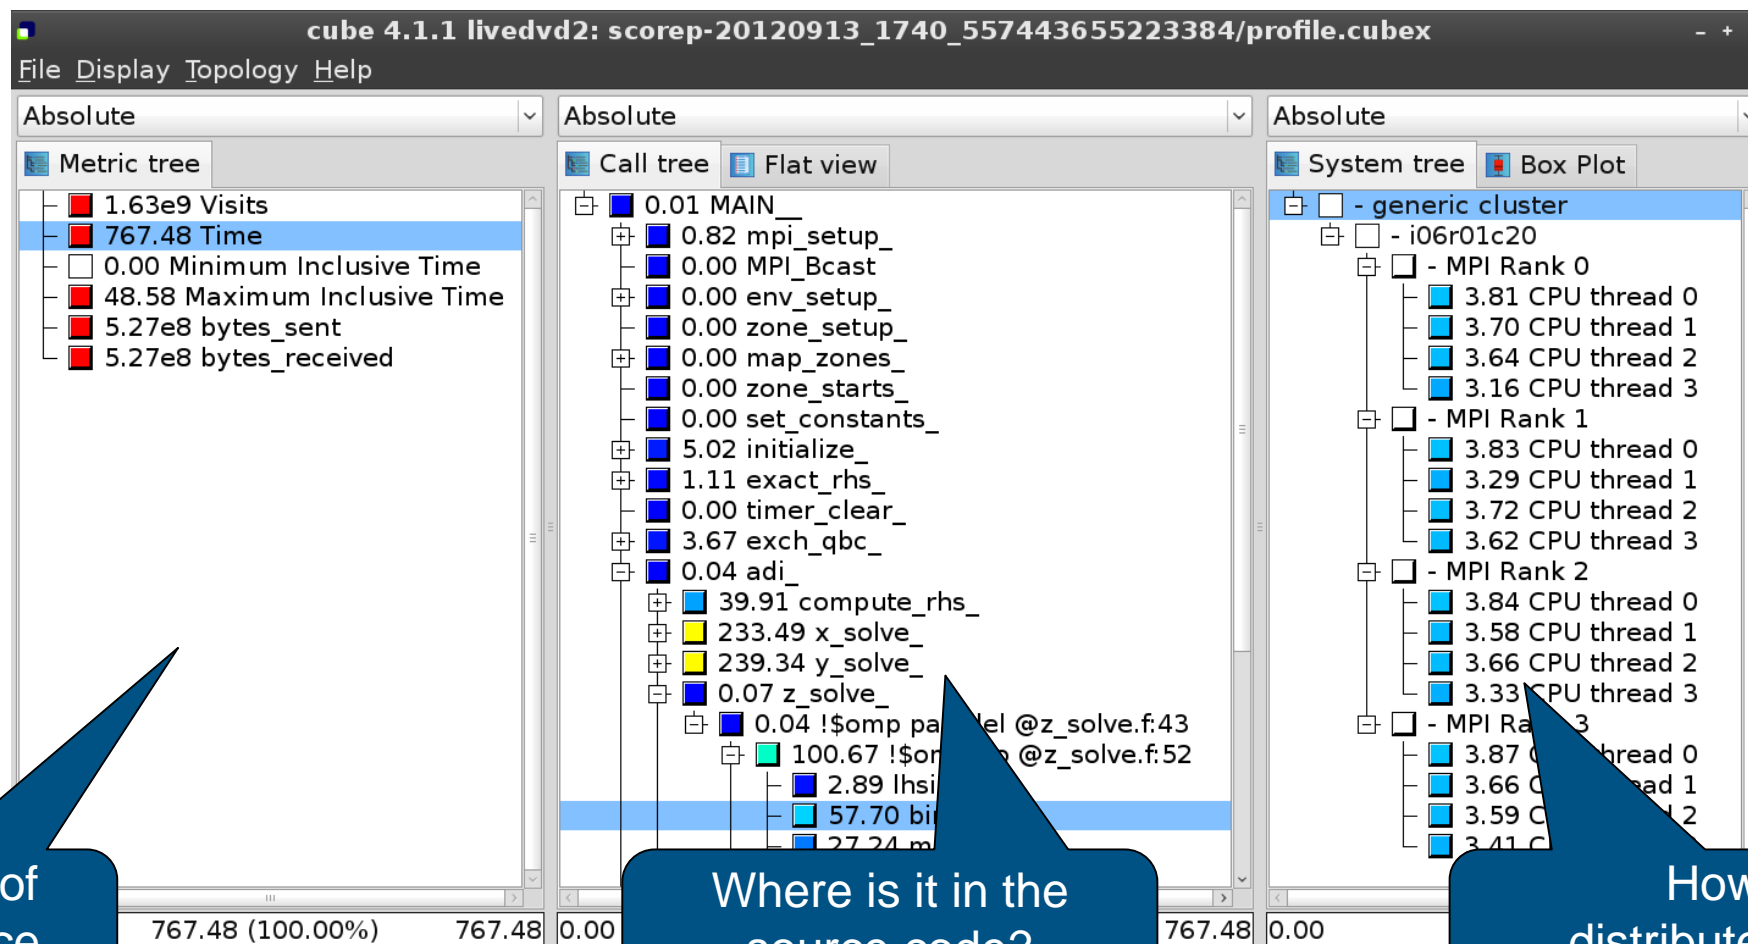 cube 4.1.1 livedvd2: scorep-20120913_1740_557443655223384/profile.cubex
File Display Topology Help
Absolute
Metric tree
1.63e9 Visits
767.48 Time
0.00 Minimum Inclusive Time
48.58 Maximum Inclusive Time
5.27e8 bytes_sent
5.27e8 bytes_received
of
767.48 (100.00%) 767.48
Absolute
Call tree Flat view
0.01 MAIN__
0.82 mpi_setup_
0.00 MPI_Bcast
0.00 env_setup_
0.00 zone_setup_
0.00 map_zones_
0.00 zone_starts_
0.00 set_constants_
5.02 initialize_
1.11 exact_rhs_
0.00 timer_clear_
3.67 exch_qbc_
0.04 adi_
39.91 compute_rhs_
233.49 x_solve_
239.34 y_solve_
0.07 z_solve_
0.04 !$omp pa el @z_solve.f:43
100.67 !$o @z_solve.f:52
2.89 lhsi
57.70 bi
27.24 m
Where is it in the
source code?
0.00 767.48
Absolute
System tree Box Plot
- generic cluster
- i06r01c20
- MPI Rank 0
3.81 CPU thread 0
3.70 CPU thread 1
3.64 CPU thread 2
3.16 CPU thread 3
- MPI Rank 1
3.83 CPU thread 0
3.29 CPU thread 1
3.72 CPU thread 2
3.62 CPU thread 3
- MPI Rank 2
3.84 CPU thread 0
3.58 CPU thread 1
3.66 CPU thread 2
3.33 CPU thread 3
- MPI Ra 3
3.87 hread 0
3.66 C ad 1
3.59 C 2
3.41 C
How
distribute
0.00